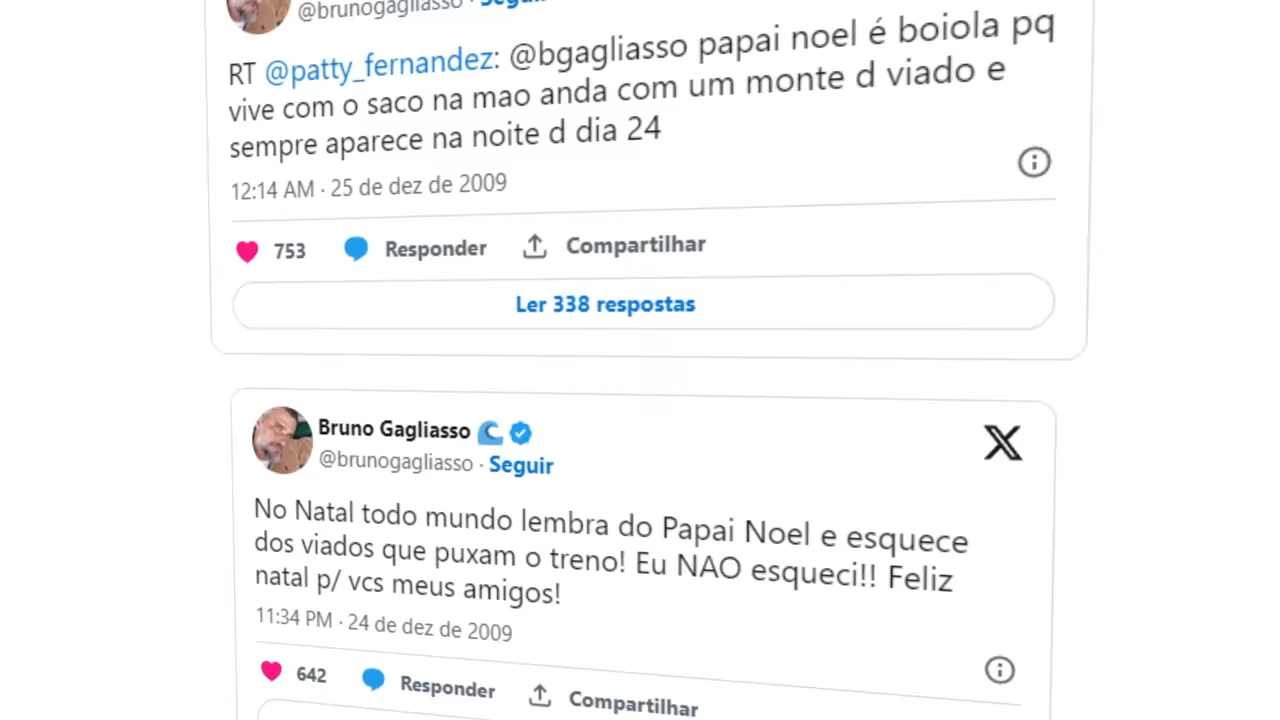 @brunogagliasso · Seguir
RT @patty_fernandez: @bgagliasso papai noel é boiola pq
vive com o saco na mao anda com um monte d viado e
sempre aparece na noite d dia 24
12:14 AM · 25 de dez de 2009
753 Responder Compartilhar
Ler 338 respostas
Bruno Gagliasso
@brunogagliasso · Seguir
No Natal todo mundo lembra do Papai Noel e esquece
dos viados que puxam o treno! Eu NAO esqueci!! Feliz
natal p/ vcs meus amigos!
11:34 PM · 24 de dez de 2009
642 Responder Compartilhar